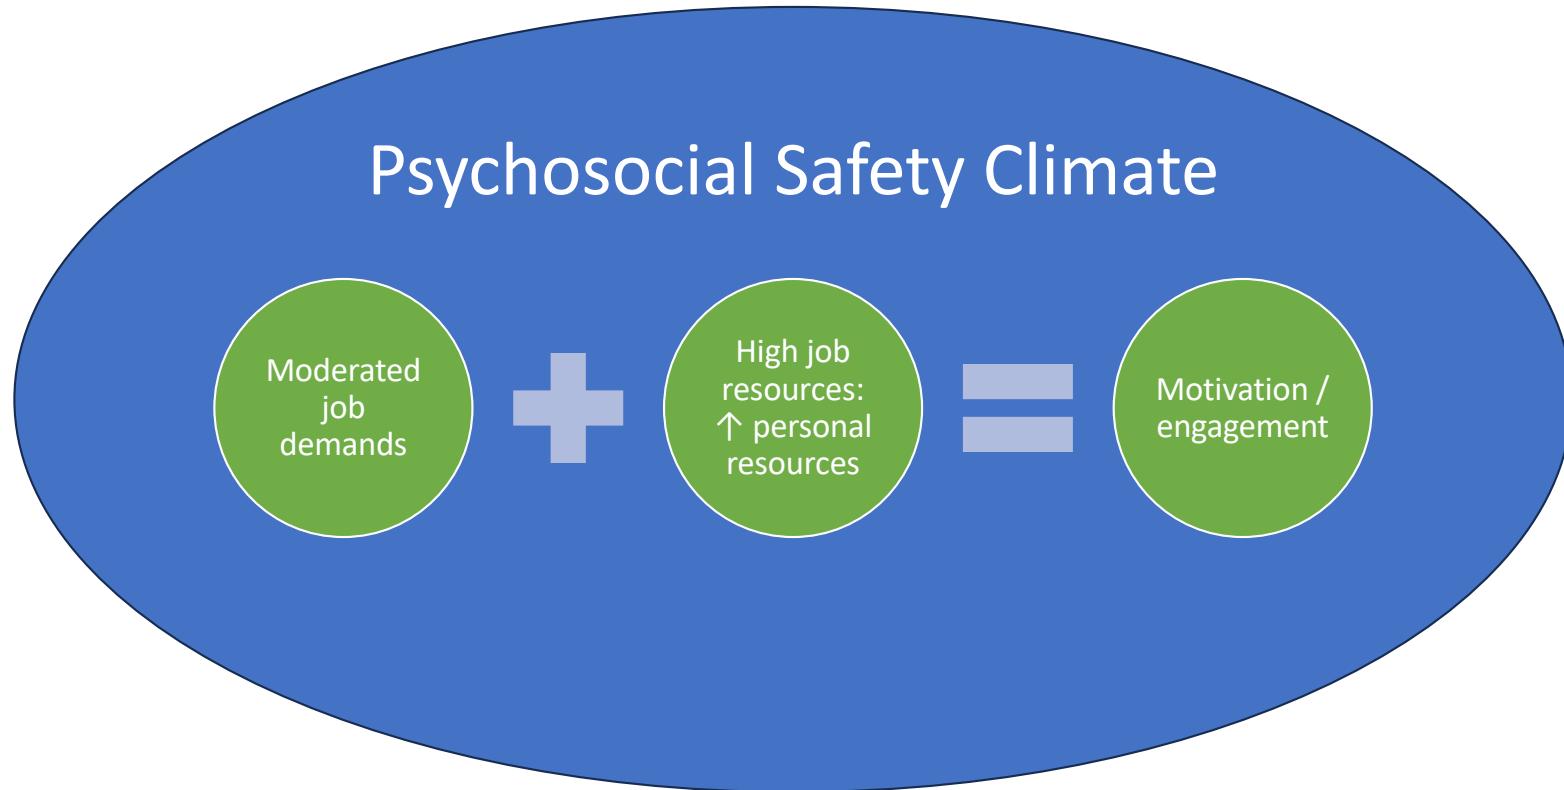 Psychosocial Safety Climate
Moderated
job
demands
High job
resources:
↑ personal
resources
Motivation /
engagement